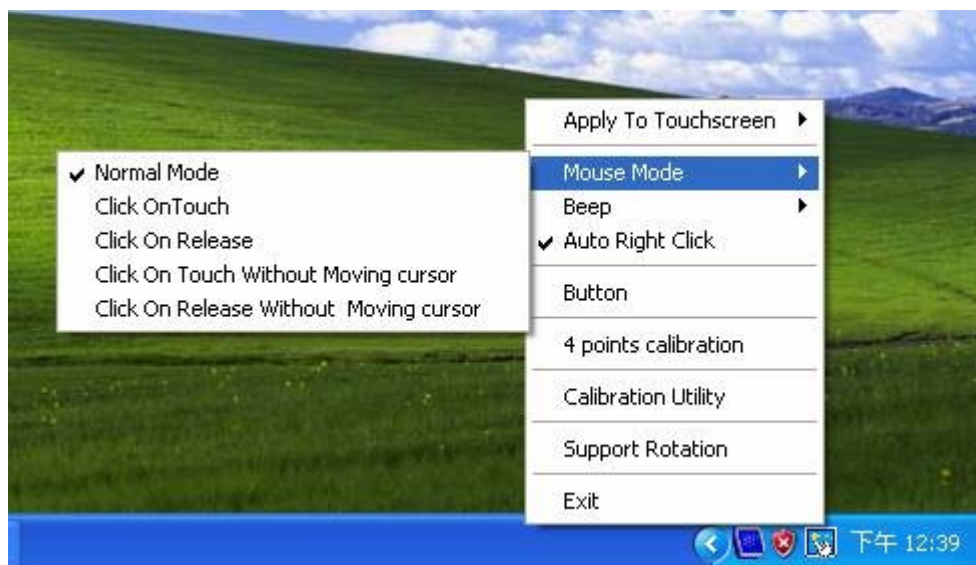 Apply To Touchscreen
Mouse Mode
Beep
Auto Right Click
Button
4 points calibration
Calibration Utility
Support Rotation
Exit
Normal Mode
Click OnTouch
Click On Release
Click On Touch Without Moving cursor
Click On Release Without  Moving cursor
下午 12:39